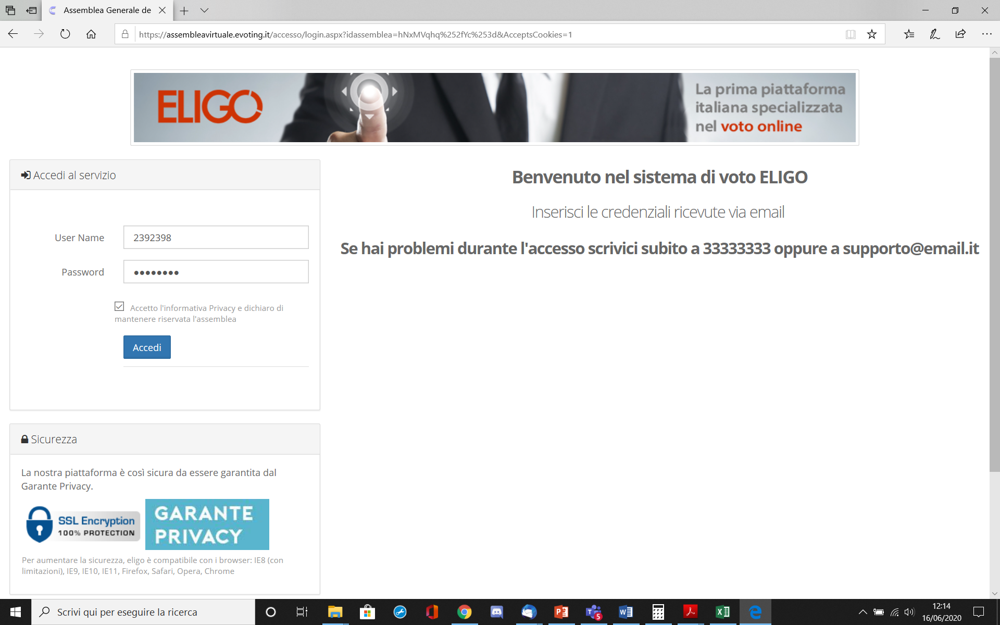 Assemblea Generale de
https://assembleavirtuale.evoting.it/accesso/login.aspx?idassemblea=hNxMVqhq%252fYc%253d&AcceptsCookies=1
ELIGO
La prima piattaforma
italiana specializzata
nel voto online
Accedi al servizio
Benvenuto nel sistema di voto ELIGO
Inserisci le credenziali ricevute via email
Se hai problemi durante l'accesso scrivici subito a 33333333 oppure a supporto@email.it
User Name
2392398
Password
Accetto l'informativa Privacy e dichiaro di
mantenere riservata l'assemblea
Accedi
Sicurezza
La nostra piattaforma è così sicura da essere garantita dal
Garante Privacy.
SSL Encryption
100% PROTECTION
GARANTE
PRIVACY
Per aumentare la sicurezza, eligo è compatibile con i browser: IE8 (con
limitazioni), IE9, IE10, IE11, Firefox, Safari, Opera, Chrome
Scrivi qui per eseguire la ricerca
5
12:14
16/06/2020